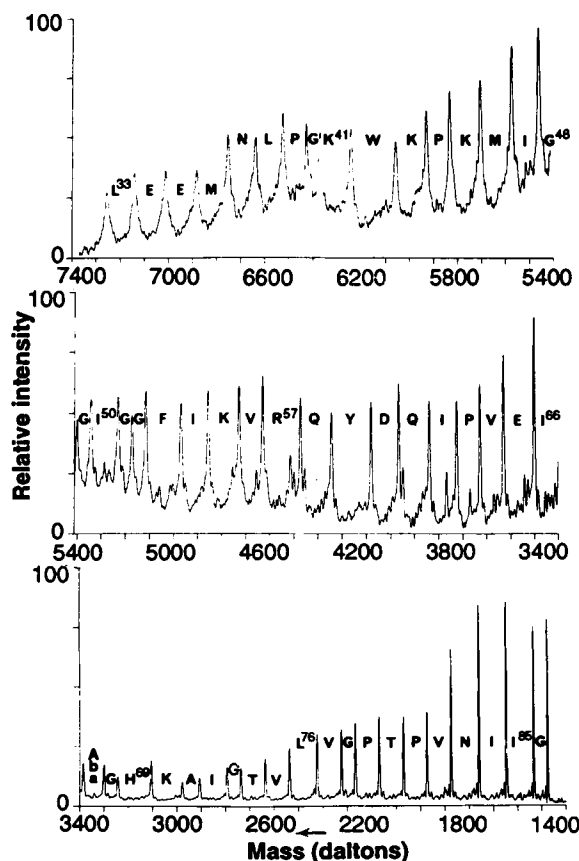 100
L³³ E E M N L P G K⁴¹ W K P K M I G⁴⁸
0
7400 7000 6600 6200 5800 5400
100
G I⁵⁰ G G F I K V R⁵⁷ Q Y D Q I P V E I⁶⁶
0
5400 5000 4600 4200 3800 3400
100
Aba G H⁶⁹ K A I G T V L⁷⁶ V G P T P V N I I⁸⁵ G
0
3400 3000 2600 2200 1800 1400
Mass (daltons)
Relative intensity